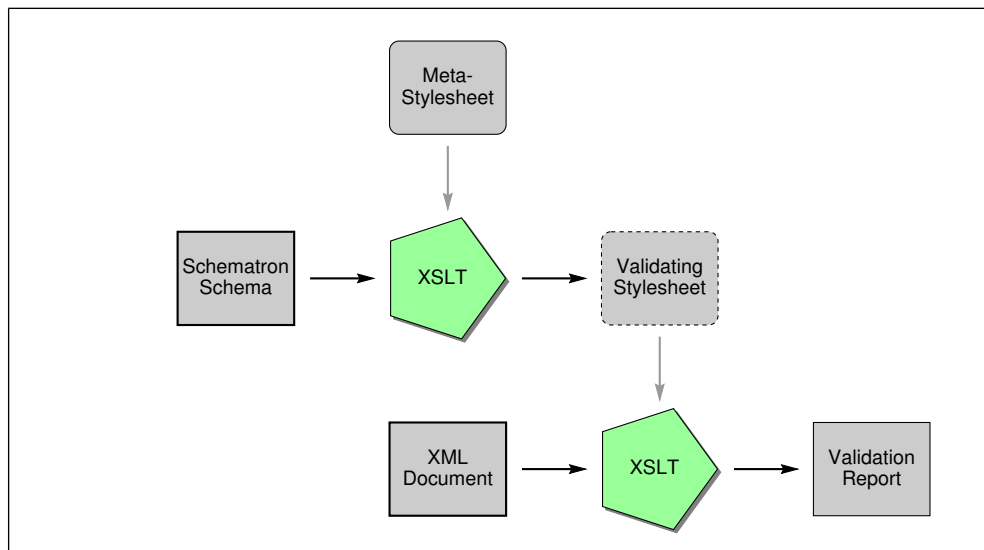 Meta-
Stylesheet
Schematron
Schema
XSLT
Validating
Stylesheet
XML
Document
XSLT
Validation
Report